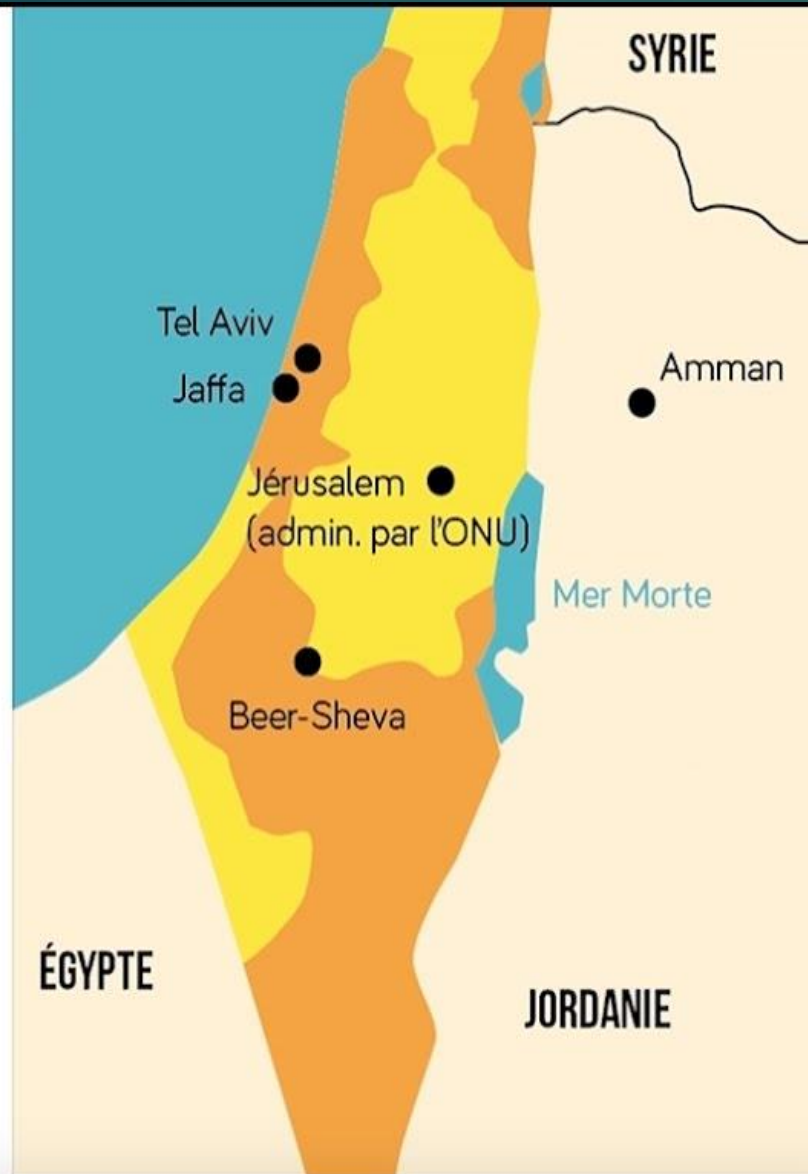 SYRIE
Tel Aviv
Jaffa
Amman
Jérusalem
(admin. par l'ONU)
Mer Morte
Beer-Sheva
ÉGYPTE
JORDANIE